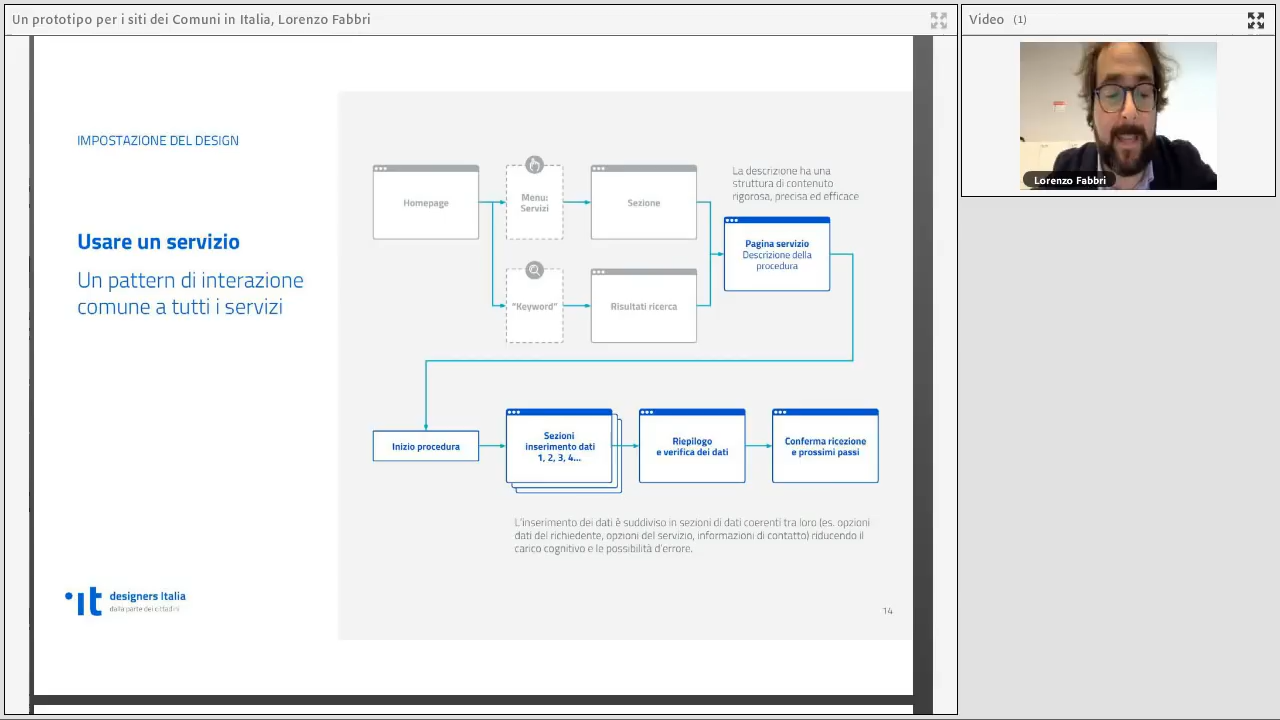 Un prototipo per i siti dei Comuni in Italia, Lorenzo Fabbri
Video (1)
Lorenzo Fabbri
IMPOSTAZIONE DEL DESIGN
Usare un servizio
Un pattern di interazione
comune a tutti i servizi
Homepage
Menu:
Servizi
Sezione
La descrizione ha una
struttura di contenuto
rigorosa, precisa ed efficace
Pagina servizio
Descrizione della
procedura
"Keyword"
Risultati ricerca
Inizio procedura
Sezioni
inserimento dati
1, 2, 3, 4...
Riepilogo
e verifica dei dati
Conferma ricezione
e prossimi passi
L'inserimento dei dati è suddiviso in sezioni di dati coerenti tra loro (es. opzioni
dati del richiedente, opzioni del servizio, informazioni di contatto) riducendo il
carico cognitivo e le possibilità d'errore.
it designers Italia
dalla parte dei cittadini
14